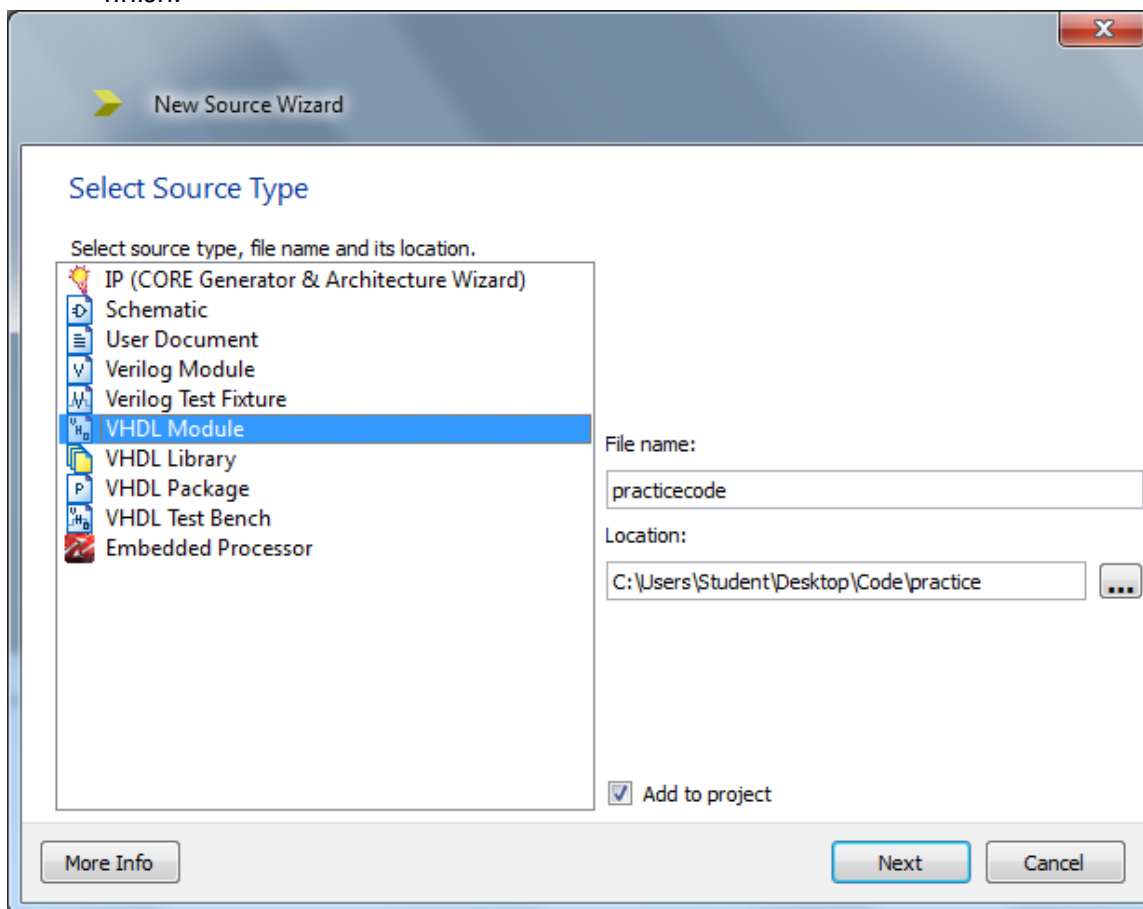 New Source Wizard
Select Source Type
Select source type, file name and its location.
IP (CORE Generator & Architecture Wizard)
Schematic
User Document
Verilog Module
Verilog Test Fixture
VHDL Module
VHDL Library
VHDL Package
VHDL Test Bench
Embedded Processor
File name:
practicecode
Location:
C:\Users\Student\Desktop\Code\practice
...
Add to project
More Info
Next
Cancel